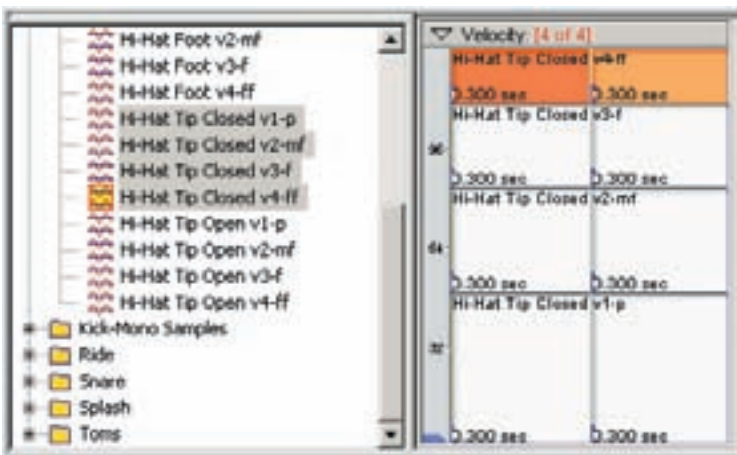 Hi-Hat Foot v2-mf
Hi-Hat Foot v3-f
Hi-Hat Foot v4-ff
Hi-Hat Tip Closed v1-p
Hi-Hat Tip Closed v2-mf
Hi-Hat Tip Closed v3-f
Hi-Hat Tip Closed v4-ff
Hi-Hat Tip Open v1-p
Hi-Hat Tip Open v2-mf
Hi-Hat Tip Open v3-f
Hi-Hat Tip Open v4-ff
Kick-Mono Samples
Ride
Snare
Splash
Toms
Velocity: [4 of 4]
Hi-Hat Tip Closed v4-ff
0.300 sec 0.300 sec
Hi-Hat Tip Closed v3-f
96
0.300 sec 0.300 sec
Hi-Hat Tip Closed v2-mf
64
0.300 sec 0.300 sec
Hi-Hat Tip Closed v1-p
32
0.300 sec 0.300 sec